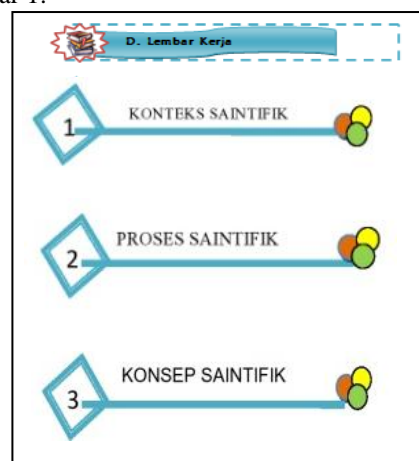 D. Lembar Kerja
1
KONTEKS SAINTIFIK
2
PROSES SAINTIFIK
3
KONSEP SAINTIFIK